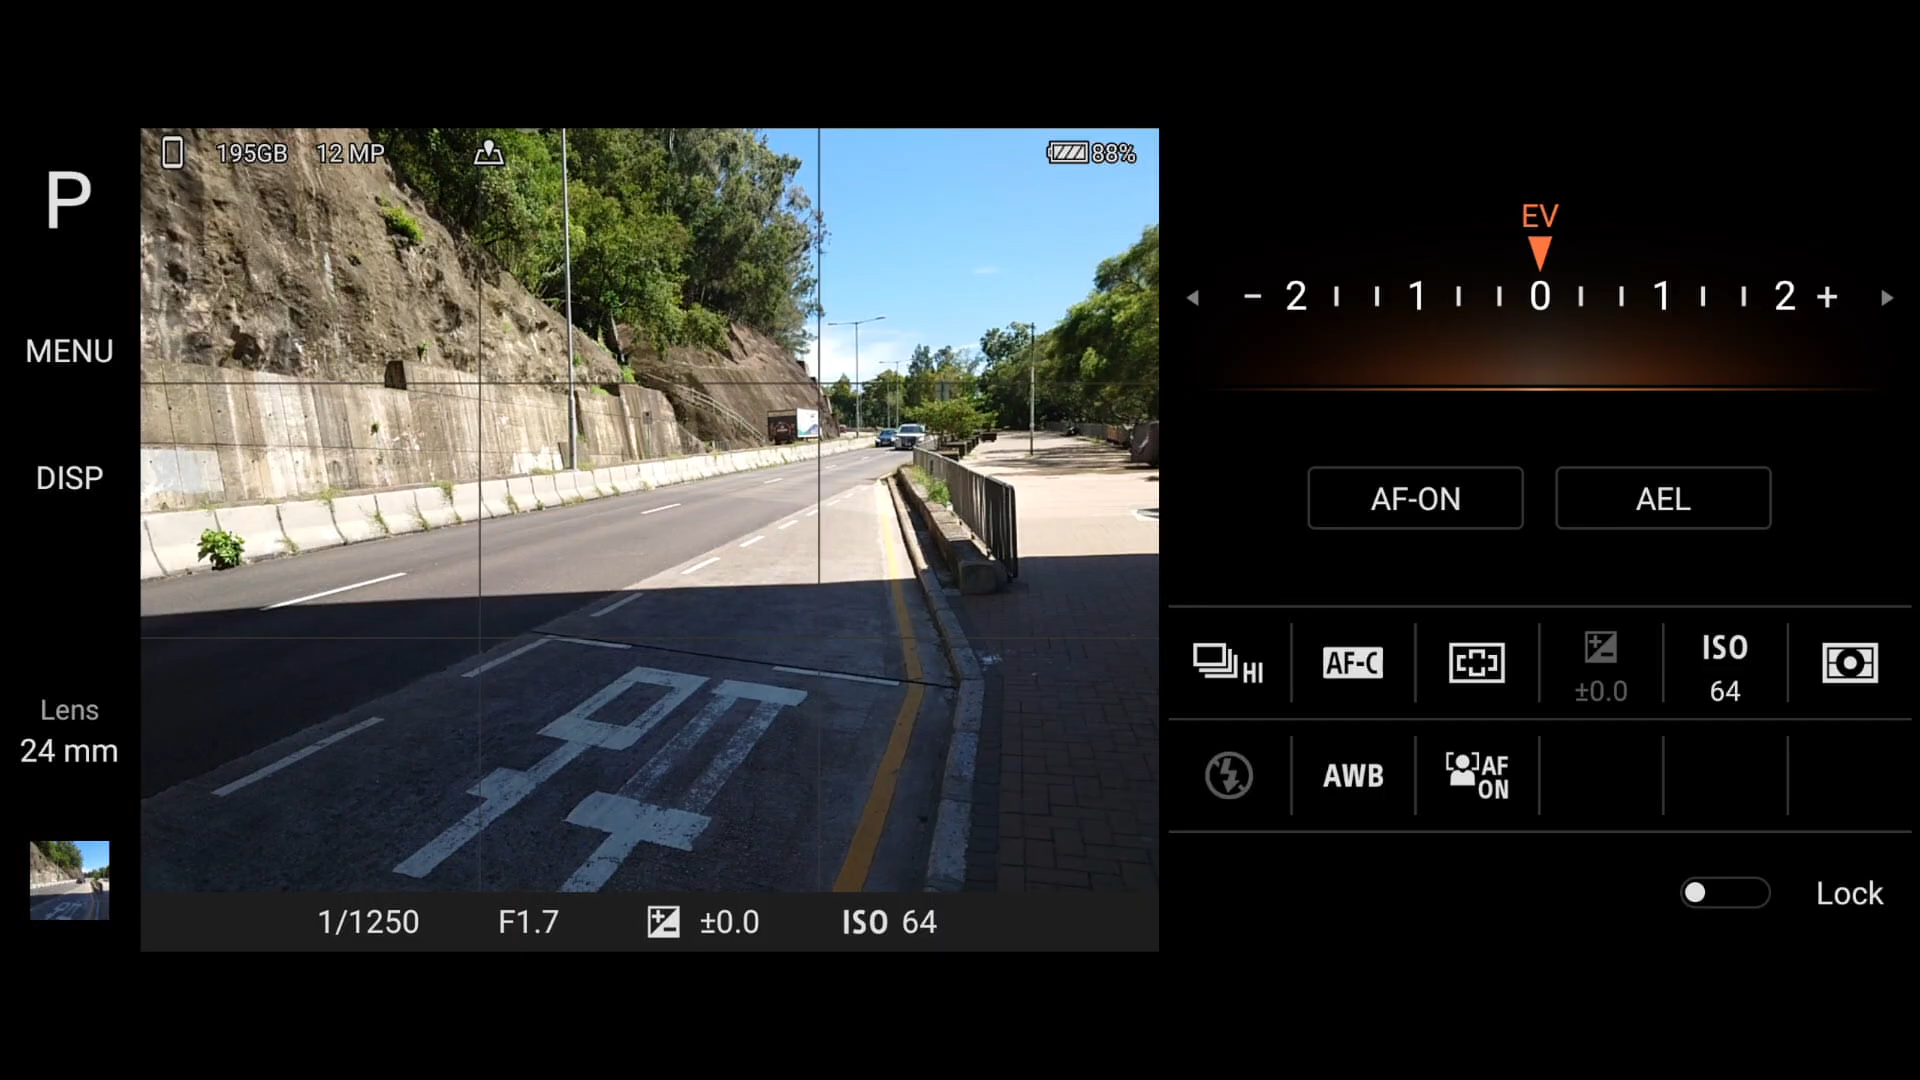 P
MENU
DISP
Lens
24 mm
195GB 12 MP
88%
1/1250 F1.7 ±0.0 ISO 64
EV
- 2 1 0 1 2 +
AF-ON AEL
HI AF-C ±0.0 ISO 64
AWB AF ON
Lock